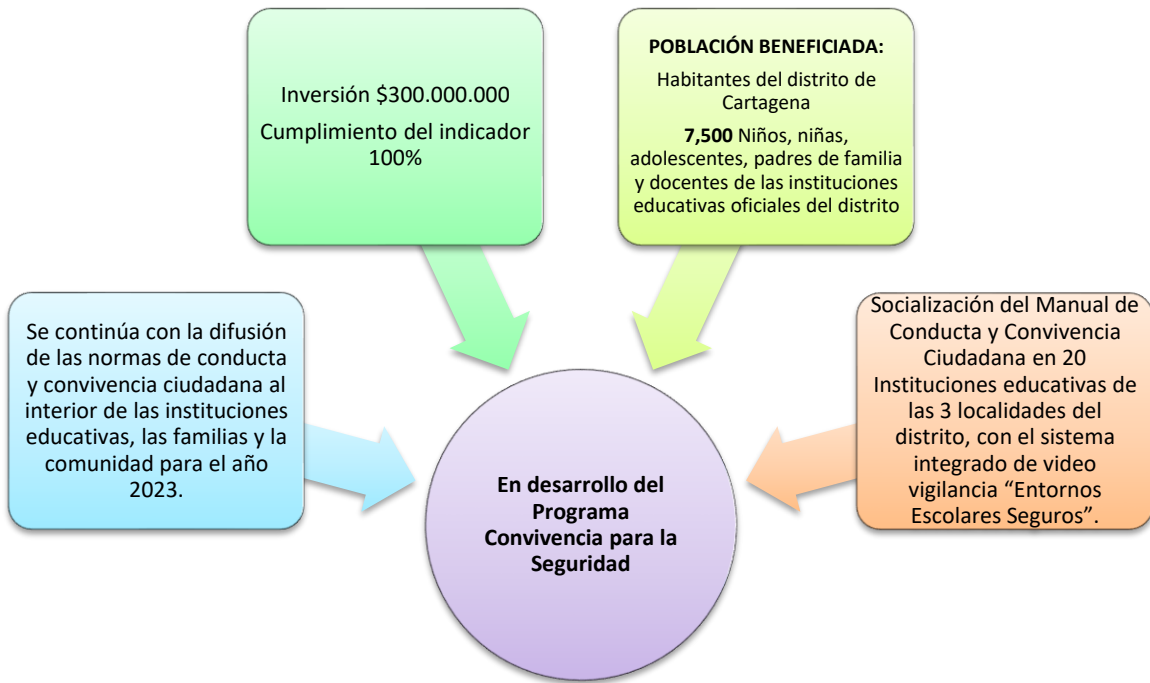 Inversión $300.000.000
Cumplimiento del indicador
100%
POBLACIÓN BENEFICIADA:
Habitantes del distrito de
Cartagena
7,500 Niños, niñas,
adolescentes, padres de familia
y docentes de las instituciones
educativas oficiales del distrito
Se continúa con la difusión
de las normas de conducta
y convivencia ciudadana al
interior de las instituciones
educativas, las familias y la
comunidad para el año
2023.
Socialización del Manual de
Conducta y Convivencia
Ciudadana en 20
Instituciones educativas de
las 3 localidades del
distrito, con el sistema
integrado de video
vigilancia “Entornos
Escolares Seguros”.
En desarrollo del
Programa
Convivencia para la
Seguridad